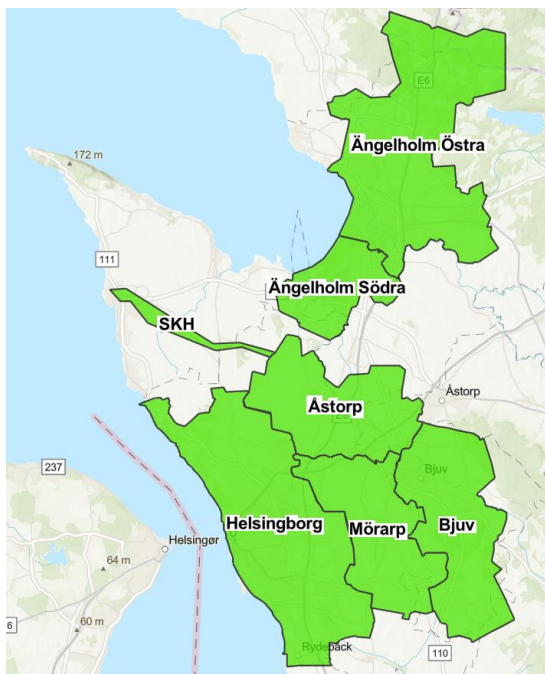 E6
Ängelholm Östra
172 m
111
Ängelholm Södra
SKH
Åstorp
Åstorp
E6
237
Bjuv
Helsingborg
Mörarp
Bjuv
Helsingør
64 m
6
60 m
Rydebäck
110